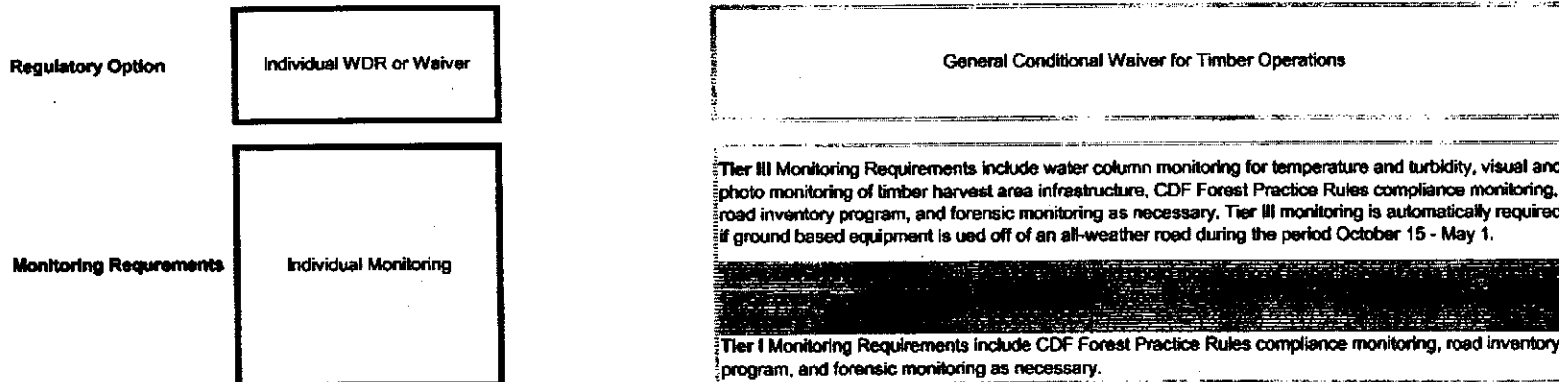 Regulatory Option
Individual WDR or Waiver
General Conditional Waiver for Timber Operations
Monitoring Requrements
Individual Monitoring
Tier III Monitoring Requirements include water column monitoring for temperature and turbidity, visual and
photo monitoring of timber harvest area infrastructure, CDF Forest Practice Rules compliance monitoring,
road inventory program, and forensic monitoring as necessary. Tier III monitoring is automatically required
if ground based equipment is ued off of an all-weather road during the period October 15 - May 1.
Tier I Monitoring Requirements include CDF Forest Practice Rules compliance monitoring, road inventory
program, and forensic monitoring as necessary.